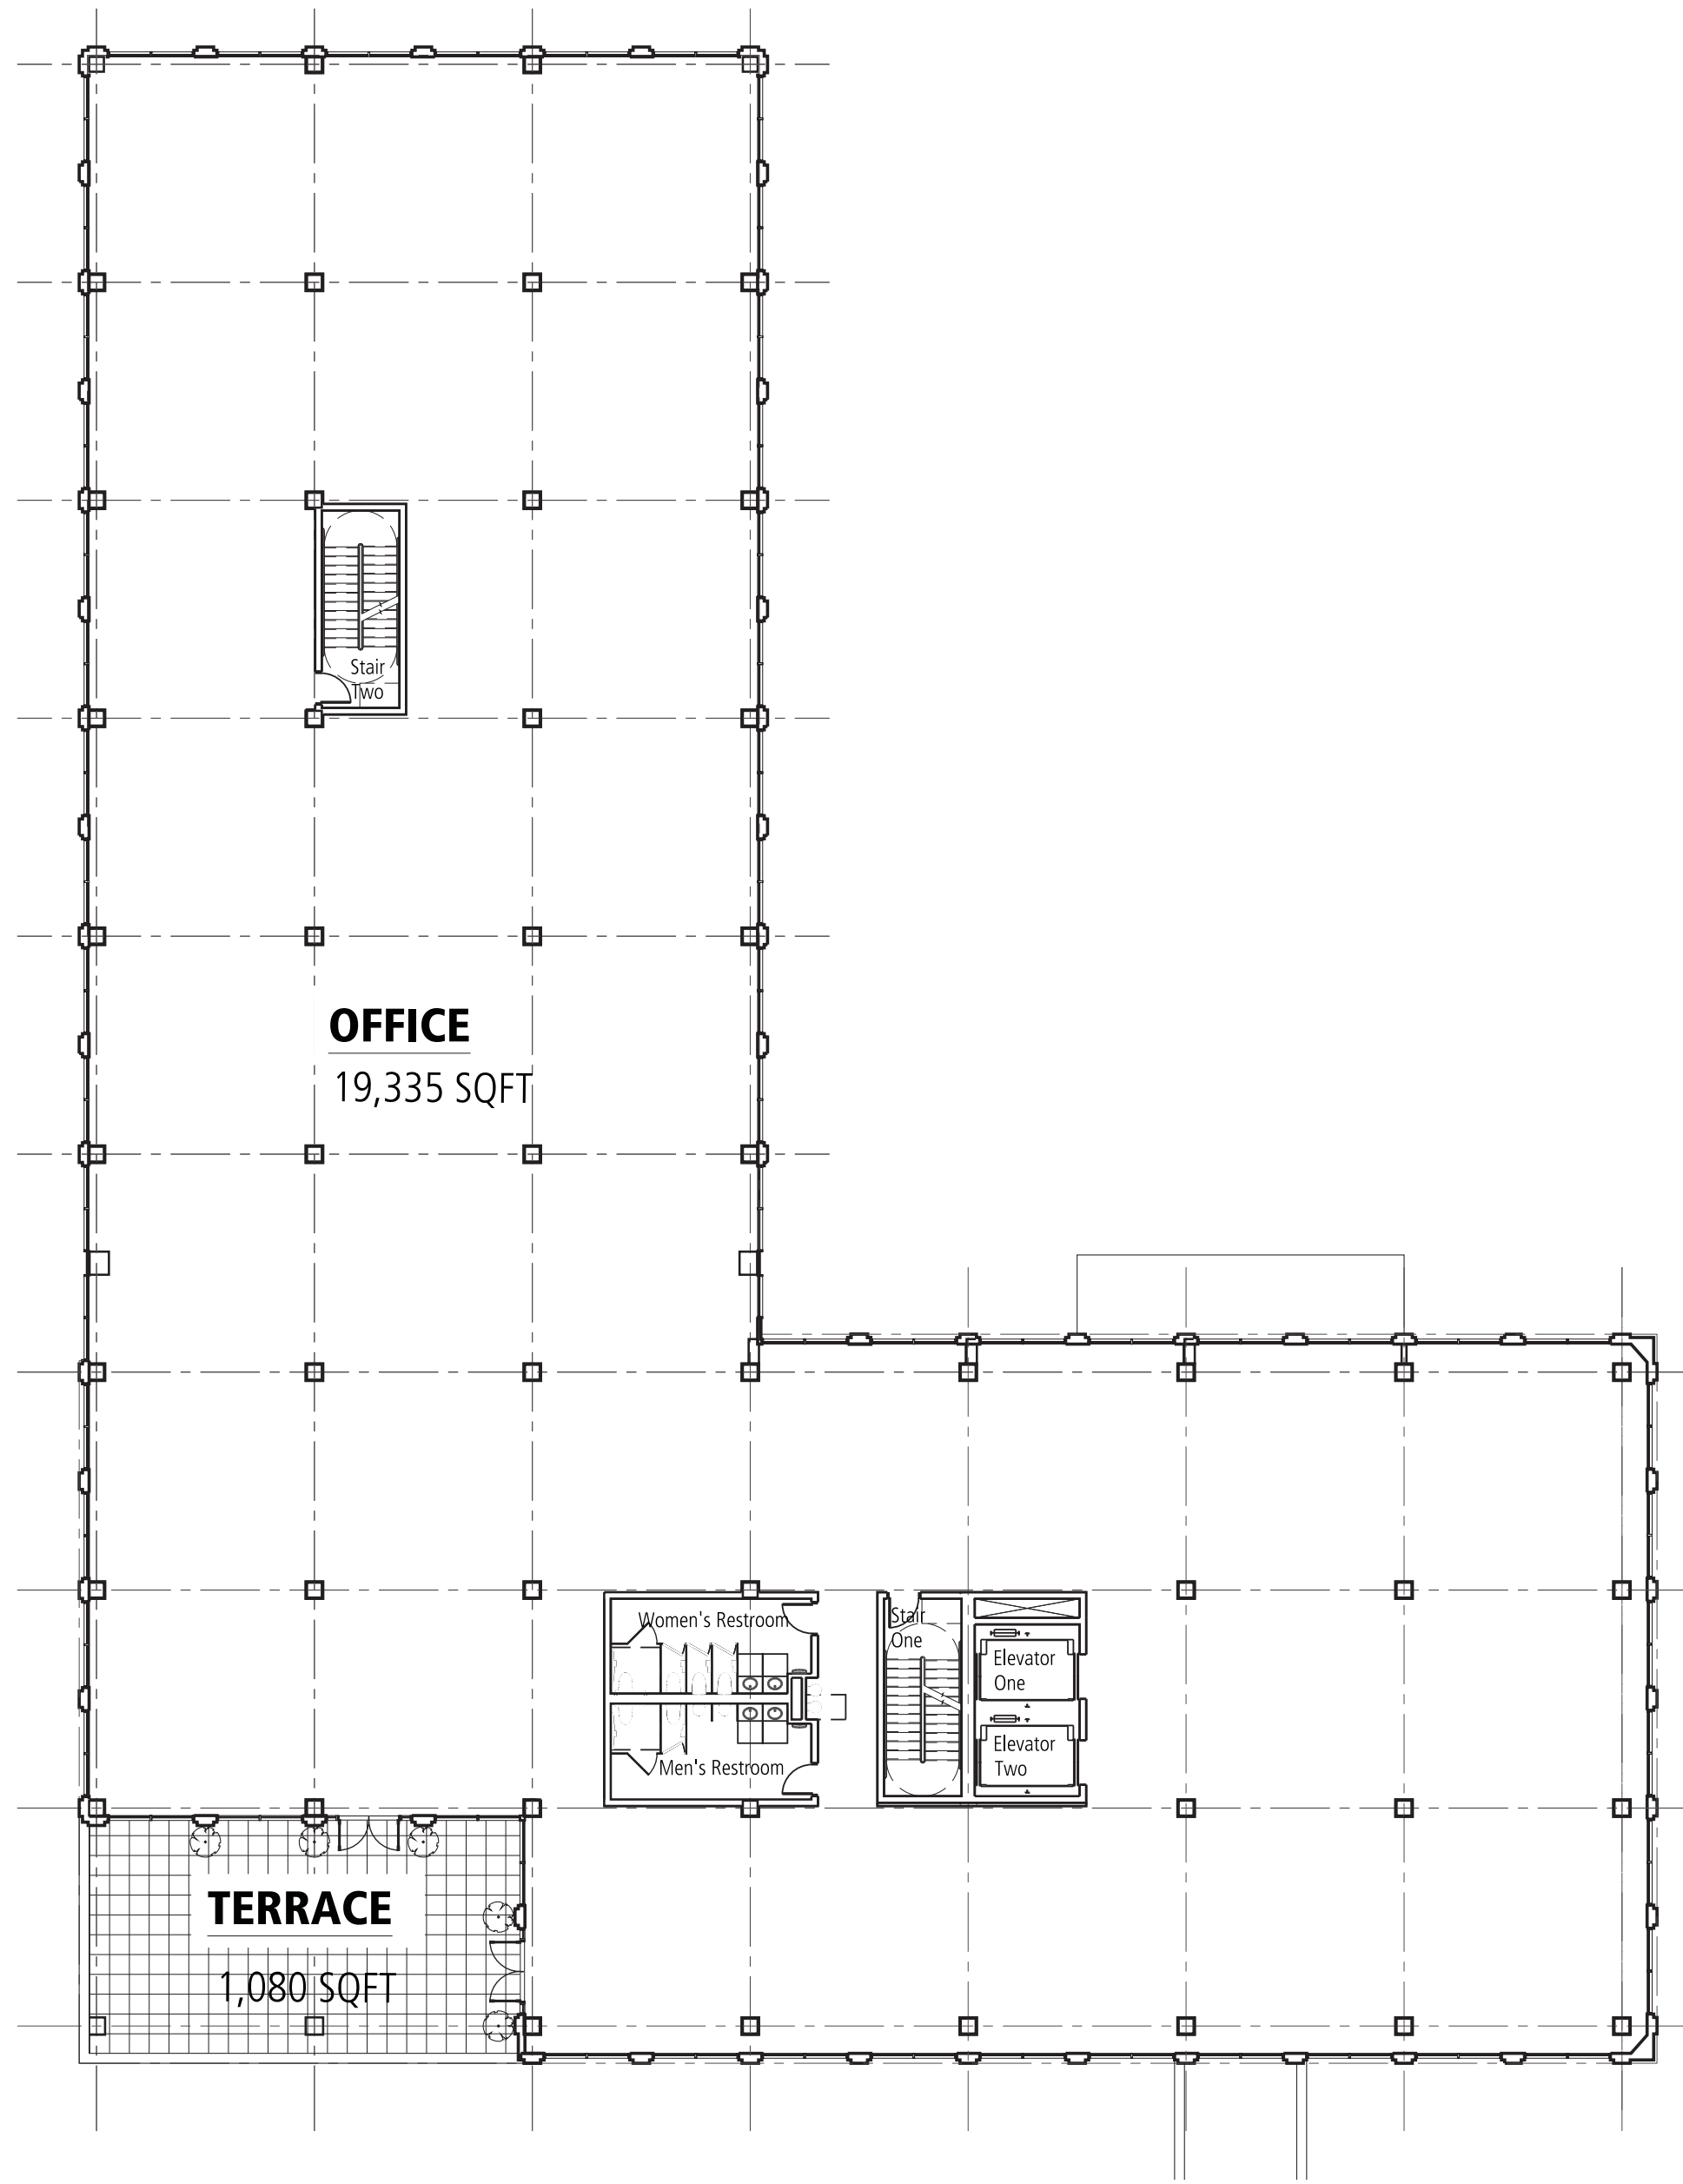 Stair
Two
OFFICE
19,335 SQFT
Women's Restroom
Men's Restroom
Stair
One
Elevator
One
Elevator
Two
TERRACE
1,080 SQFT